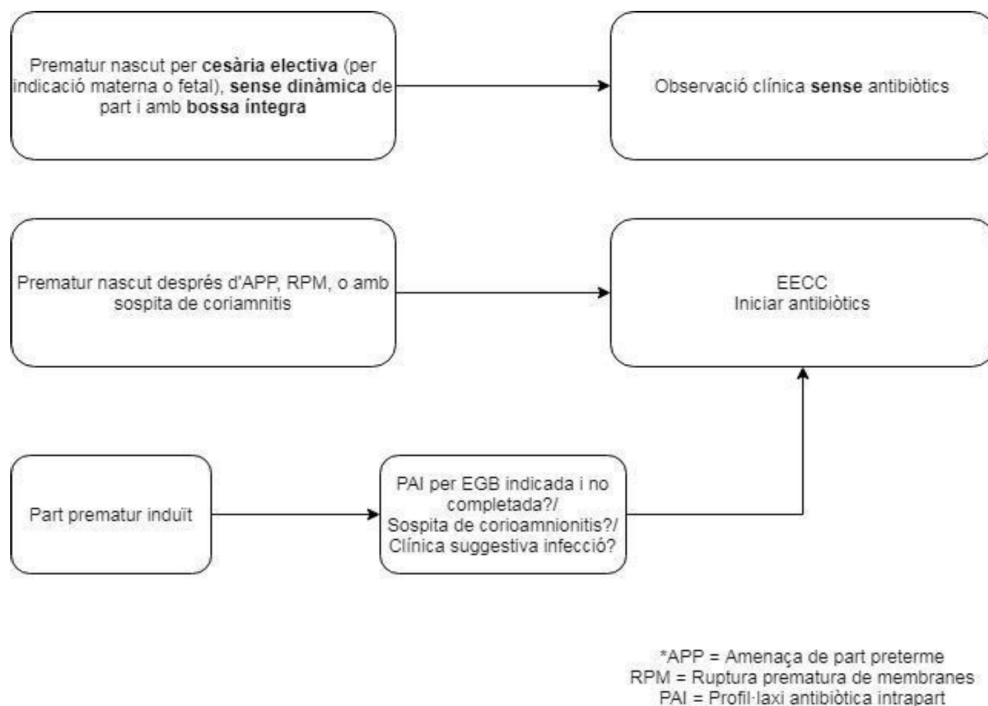 Prematur nascut per cesària electiva (per
indicació materna o fetal), sense dinàmica de
part i amb bossa íntegra
Observació clínica sense antibiòtics
Prematur nascut després d'APP, RPM, o amb
sospita de coriamnitis
EECC
Iniciar antibiòtics
Part prematur induït
PAI per EGB indicada i no
completada?/
Sospita de corioamnionitis?/
Clínica suggestiva infecció?
*APP = Amenaça de part preterme
RPM = Ruptura prematura de membranes
PAI = Profil·laxi antibiòtica intrapart